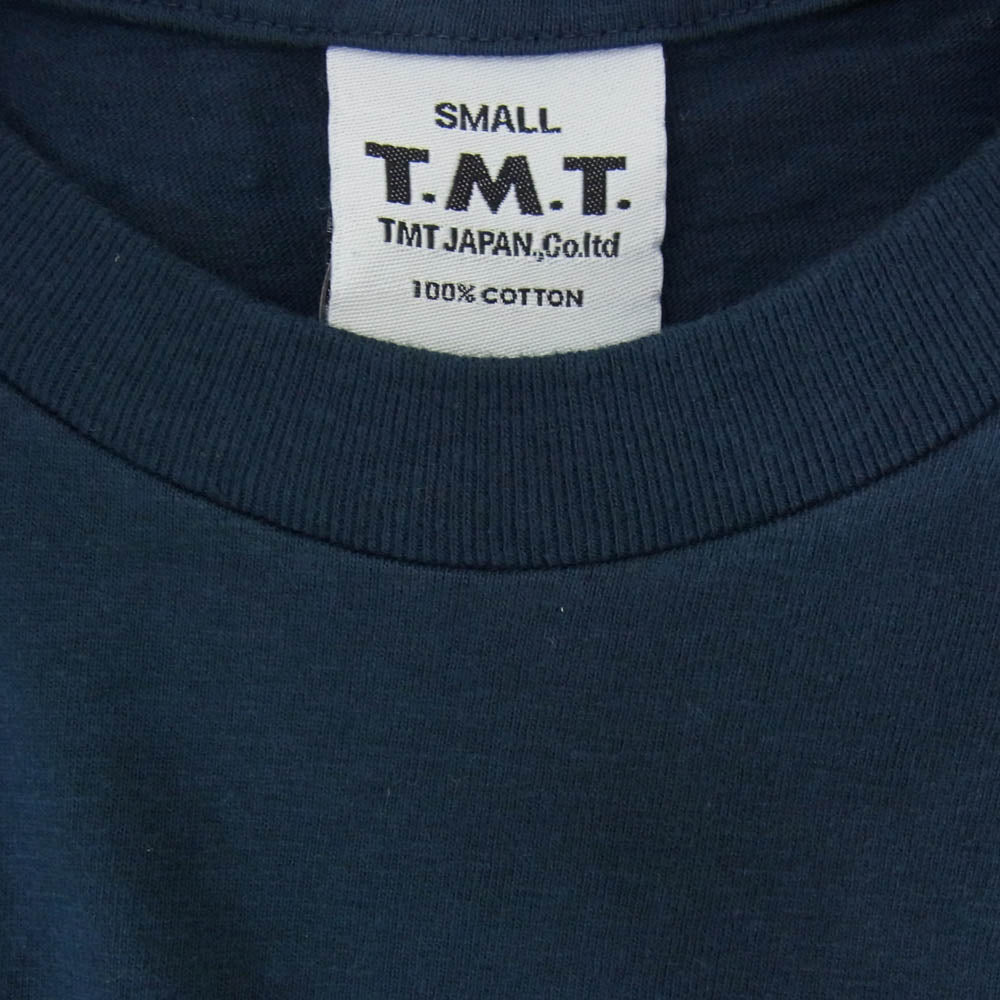 SMALL
T.M.T.
TMT JAPAN.,Co.ltd
100% COTTON